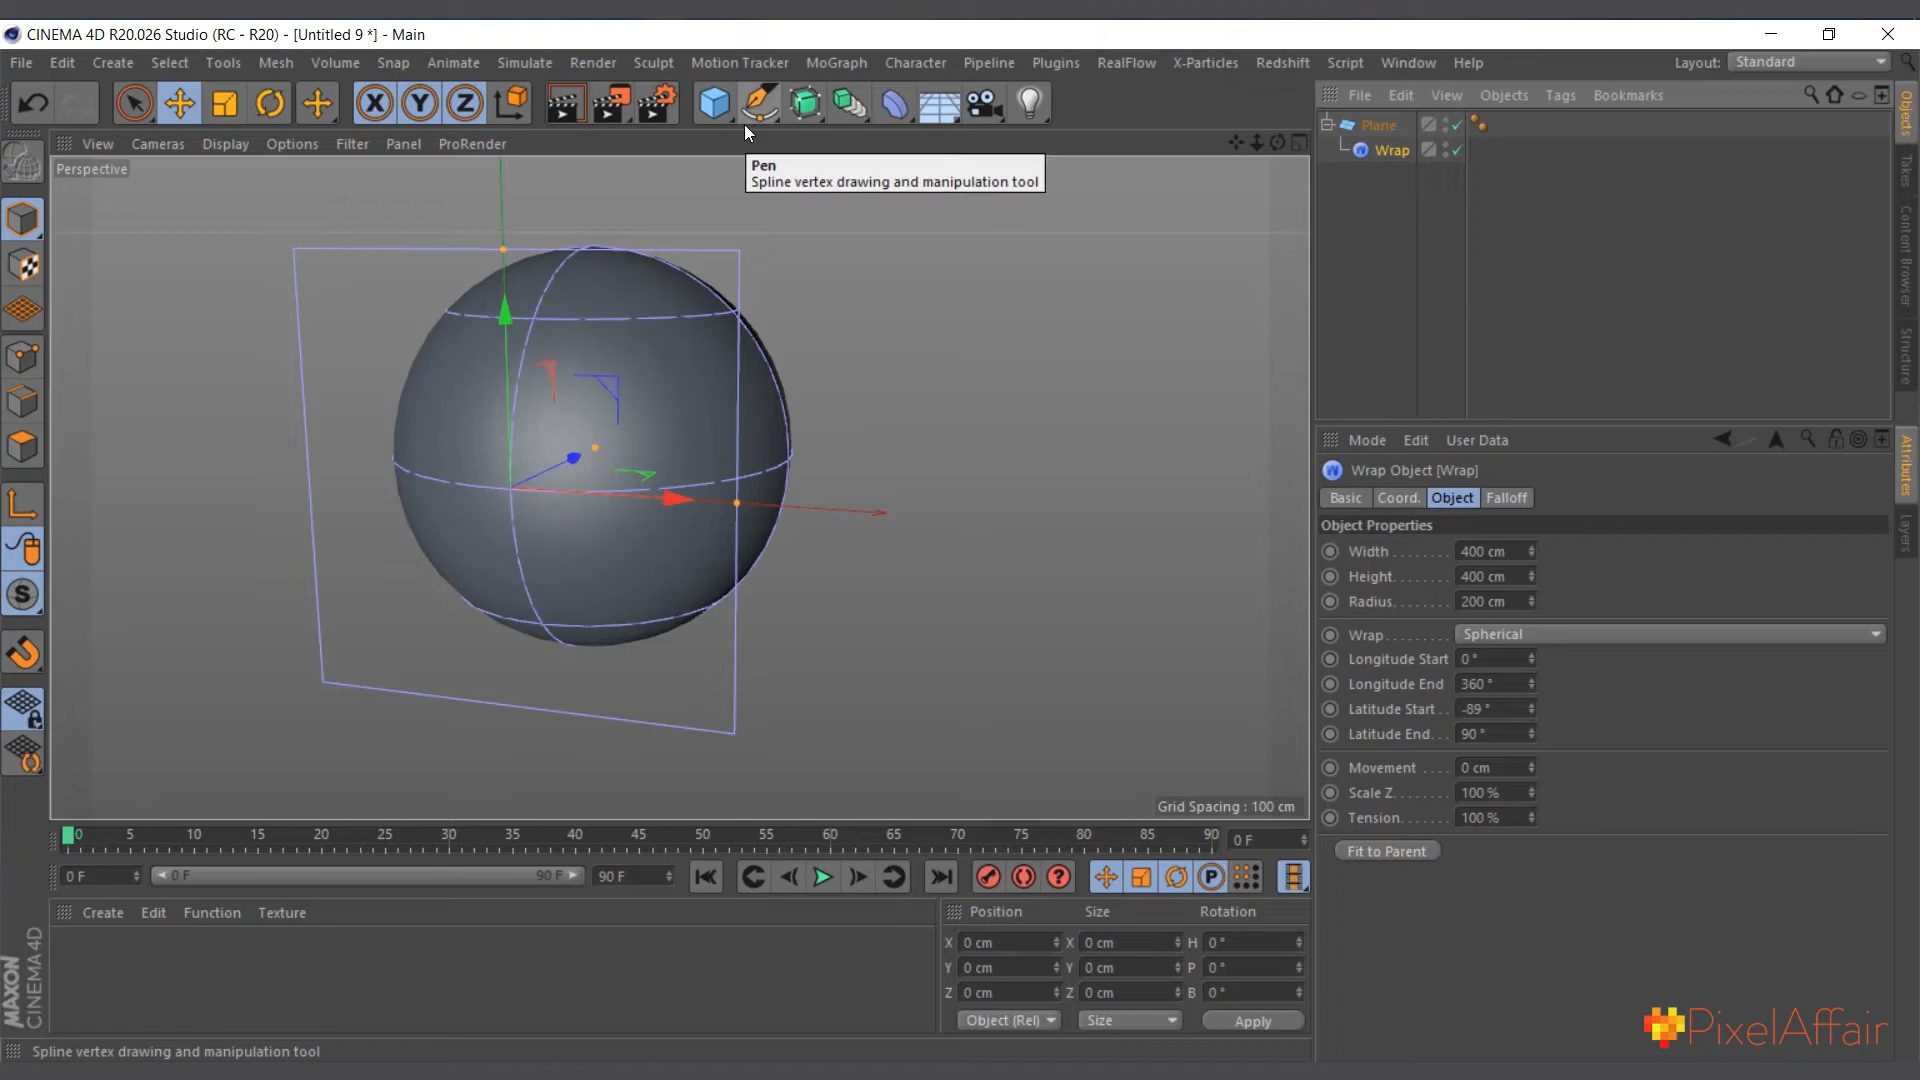 CINEMA 4D R20.026 Studio (RC - R20) - [Untitled 9 *] - Main
File Edit Create Select Tools Mesh Volume Snap Animate Simulate Render Sculpt Motion Tracker MoGraph Character Pipeline Plugins RealFlow X-Particles Redshift Script Window Help Layout: Standard
X Y Z
File Edit View Objects Tags Bookmarks
Plane
Wrap
View Cameras Display Options Filter Panel ProRender
Perspective
Pen
Spline vertex drawing and manipulation tool
Grid Spacing : 100 cm
Objects
Takes
Content Browser
Structure
Attributes
Layers
Mode Edit User Data
Wrap Object [Wrap]
Basic Coord. Object Falloff
Object Properties
Width . . . . . . . . 400 cm
Height. . . . . . . . 400 cm
Radius. . . . . . . . 200 cm
Wrap. . . . . . . . . Spherical
Longitude Start 0 °
Longitude End 360 °
Latitude Start . . -89 °
Latitude End. . . 90 °
Movement . . . . 0 cm
Scale Z. . . . . . . . 100 %
Tension. . . . . . . 100 %
Fit to Parent
0 5 10 15 20 25 30 35 40 45 50 55 60 65 70 75 80 85 90 0 F
0 F 0 F 90 F 90 F
P
S
Create Edit Function Texture
Position Size Rotation
X 0 cm X 0 cm H 0 °
Y 0 cm Y 0 cm P 0 °
Z 0 cm Z 0 cm B 0 °
Object (Rel) Size Apply
MAXON
CINEMA 4D
Spline vertex drawing and manipulation tool
PixelAffair